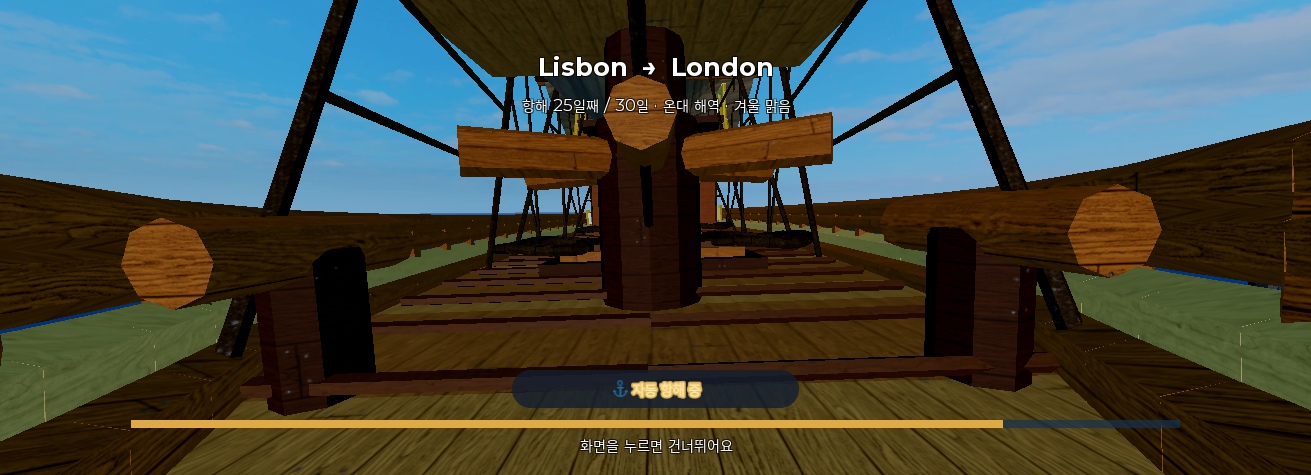 Lisbon → London
항해 25일째 / 30일 · 온대 해역 · 겨울 맑음
⚓ 자동 항해 중
화면을 누르면 건너뛰어요